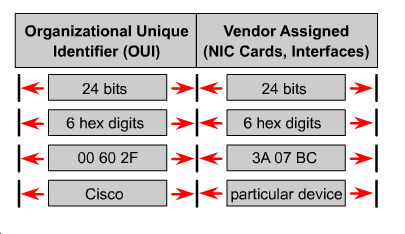 Organizational Unique
Identifier (OUI)
Vendor Assigned
(NIC Cards, Interfaces)
24 bits
24 bits
6 hex digits
6 hex digits
00 60 2F
3A 07 BC
Cisco
particular device